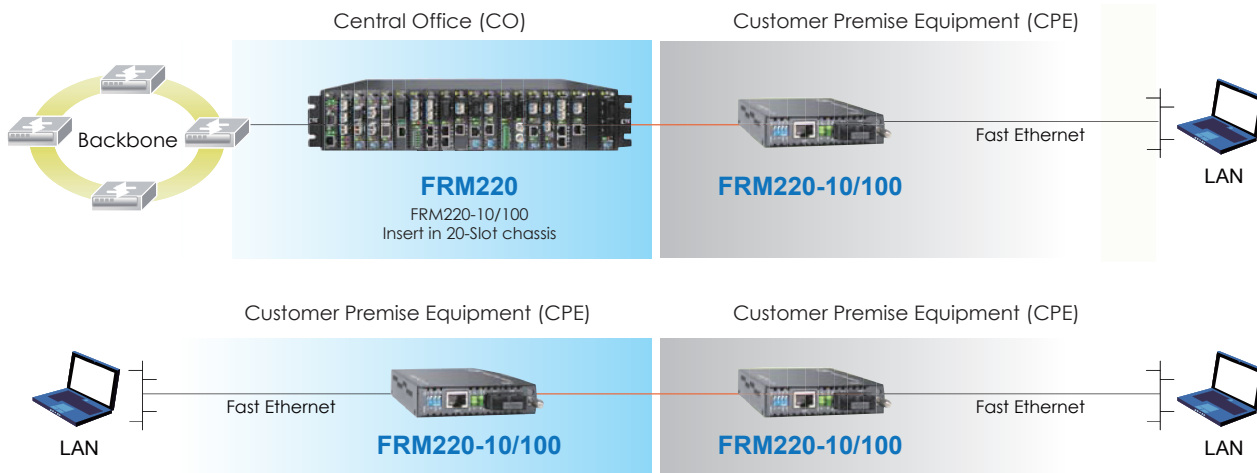 Central Office (CO)
Customer Premise Equipment (CPE)
Backbone
Fast Ethernet
LAN
FRM220
FRM220-10/100
Insert in 20-Slot chassis
FRM220-10/100
Customer Premise Equipment (CPE)
Customer Premise Equipment (CPE)
Fast Ethernet
Fast Ethernet
LAN
FRM220-10/100
FRM220-10/100
LAN